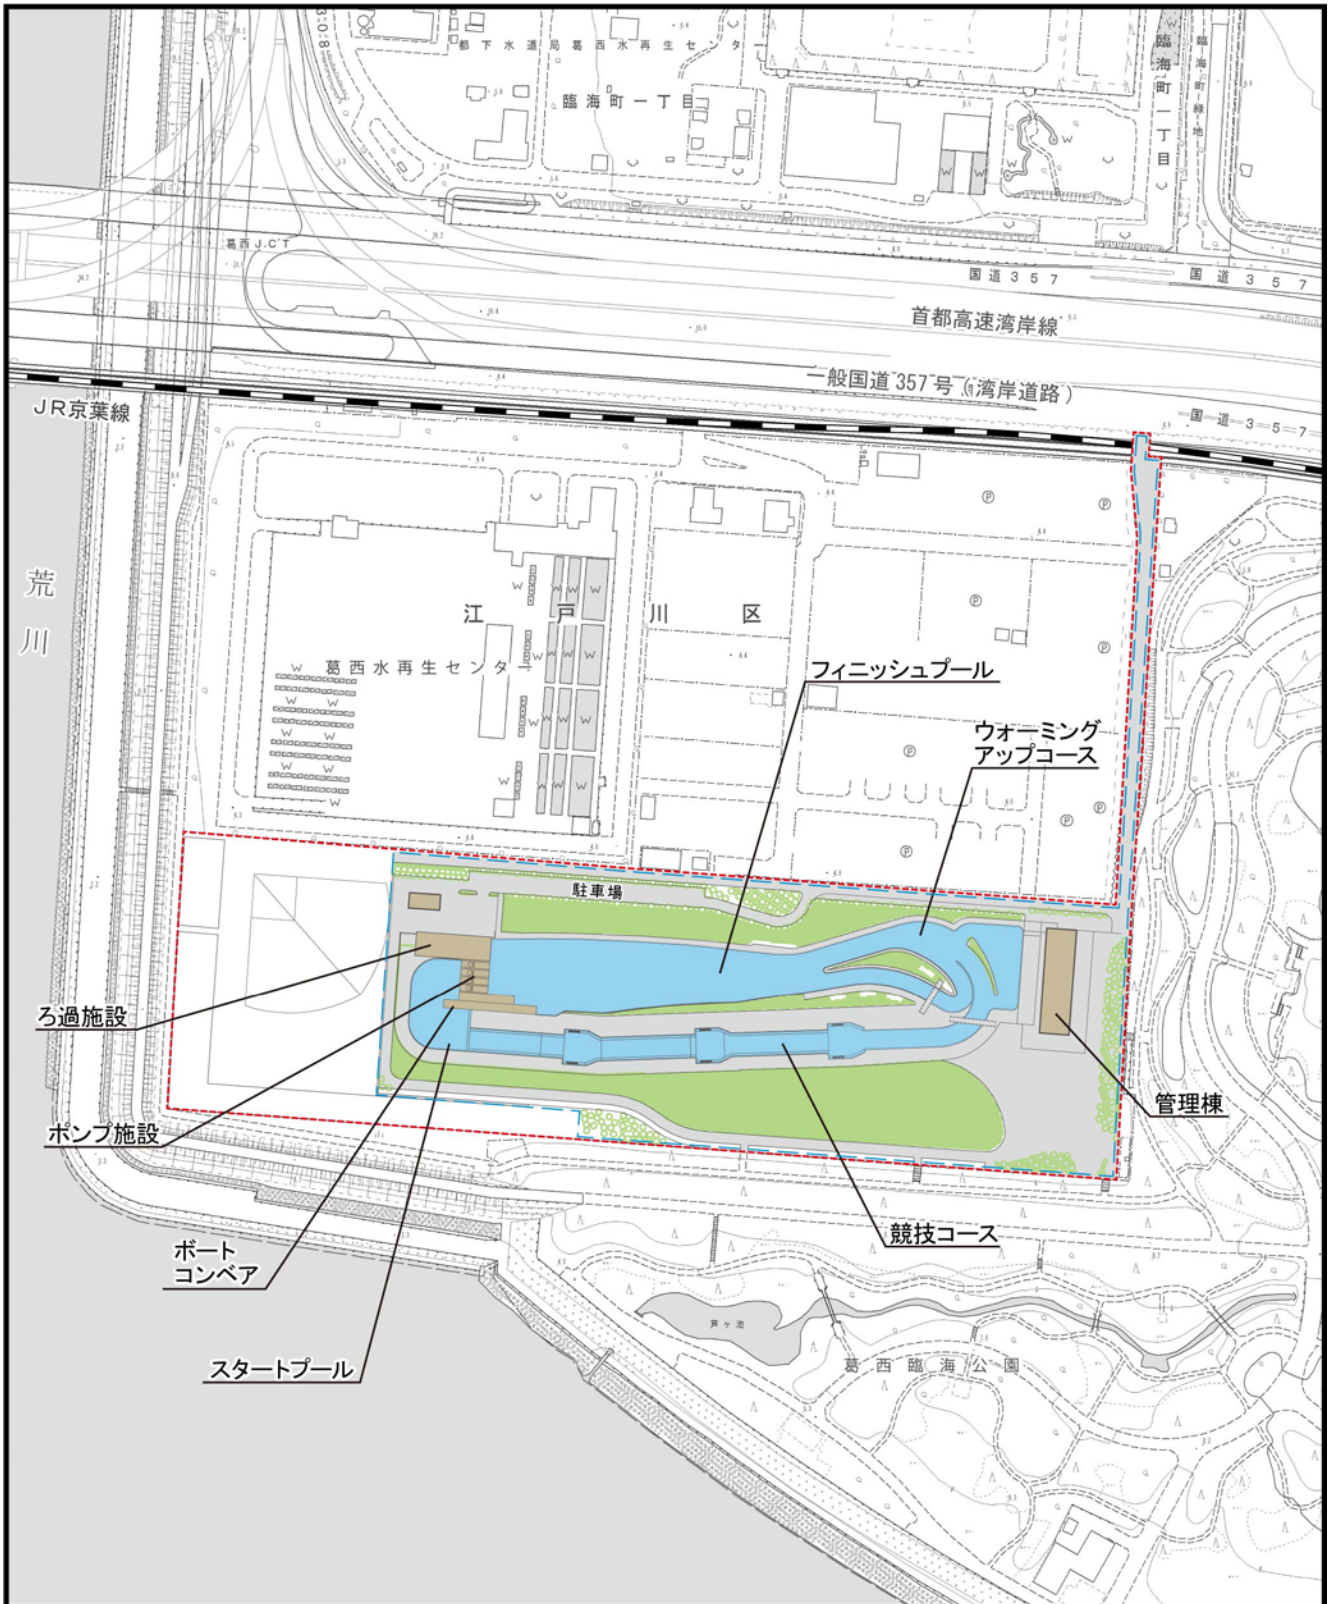 都下水道局葛西水再生センター
臨海町一丁目
臨海町一丁目
臨海町緑地
葛西J.C.T
国道357
国道357
首都高速湾岸線
一般国道357号(湾岸道路)
国道357
JR京葉線
荒川
江戸川区
葛西水再生センター
フィニッシュプール
ウォーミング
アップコース
駐車場
ろ過施設
ポンプ施設
管理棟
競技コース
ボート
コンベア
スタートプール
芦ヶ池
葛西臨海公園